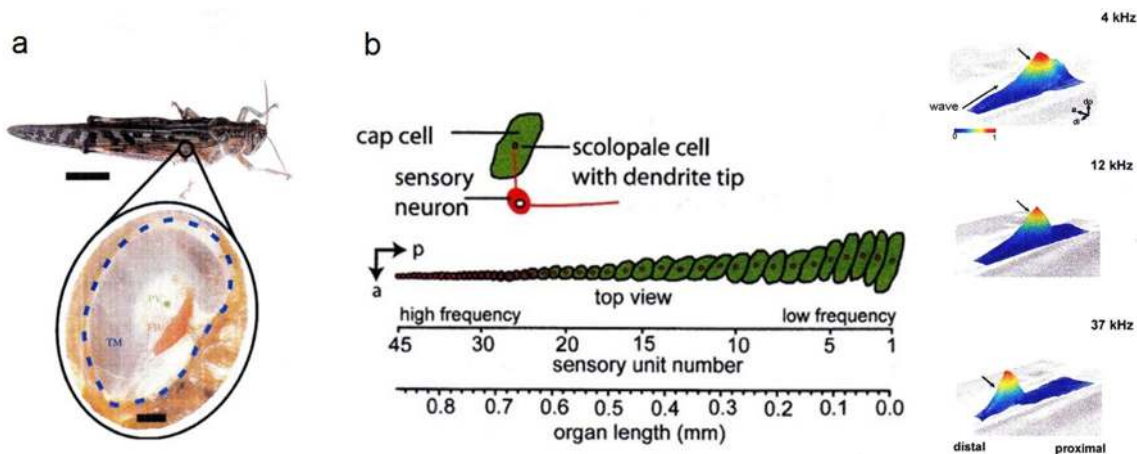 a
TM
PV
FB
b
cap cell
scolopale cell
with dendrite tip
sensory
neuron
p
a
top view
high frequency
low frequency
45 30 20 15 10 5 1
sensory unit number
0.8 0.7 0.6 0.5 0.4 0.3 0.2 0.1 0.0
organ length (mm)
4 kHz
wave
0 1
12 kHz
37 kHz
distal proximal